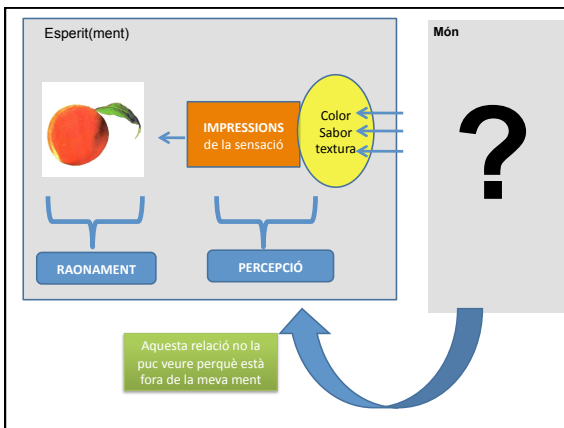 Esperit(ment)
Món
IMPRESSIONS
de la sensació
Color
Sabor
textura
?
RAONAMENT
PERCEPCIÓ
Aquesta relació no la
puc veure perquè està
fora de la meva ment